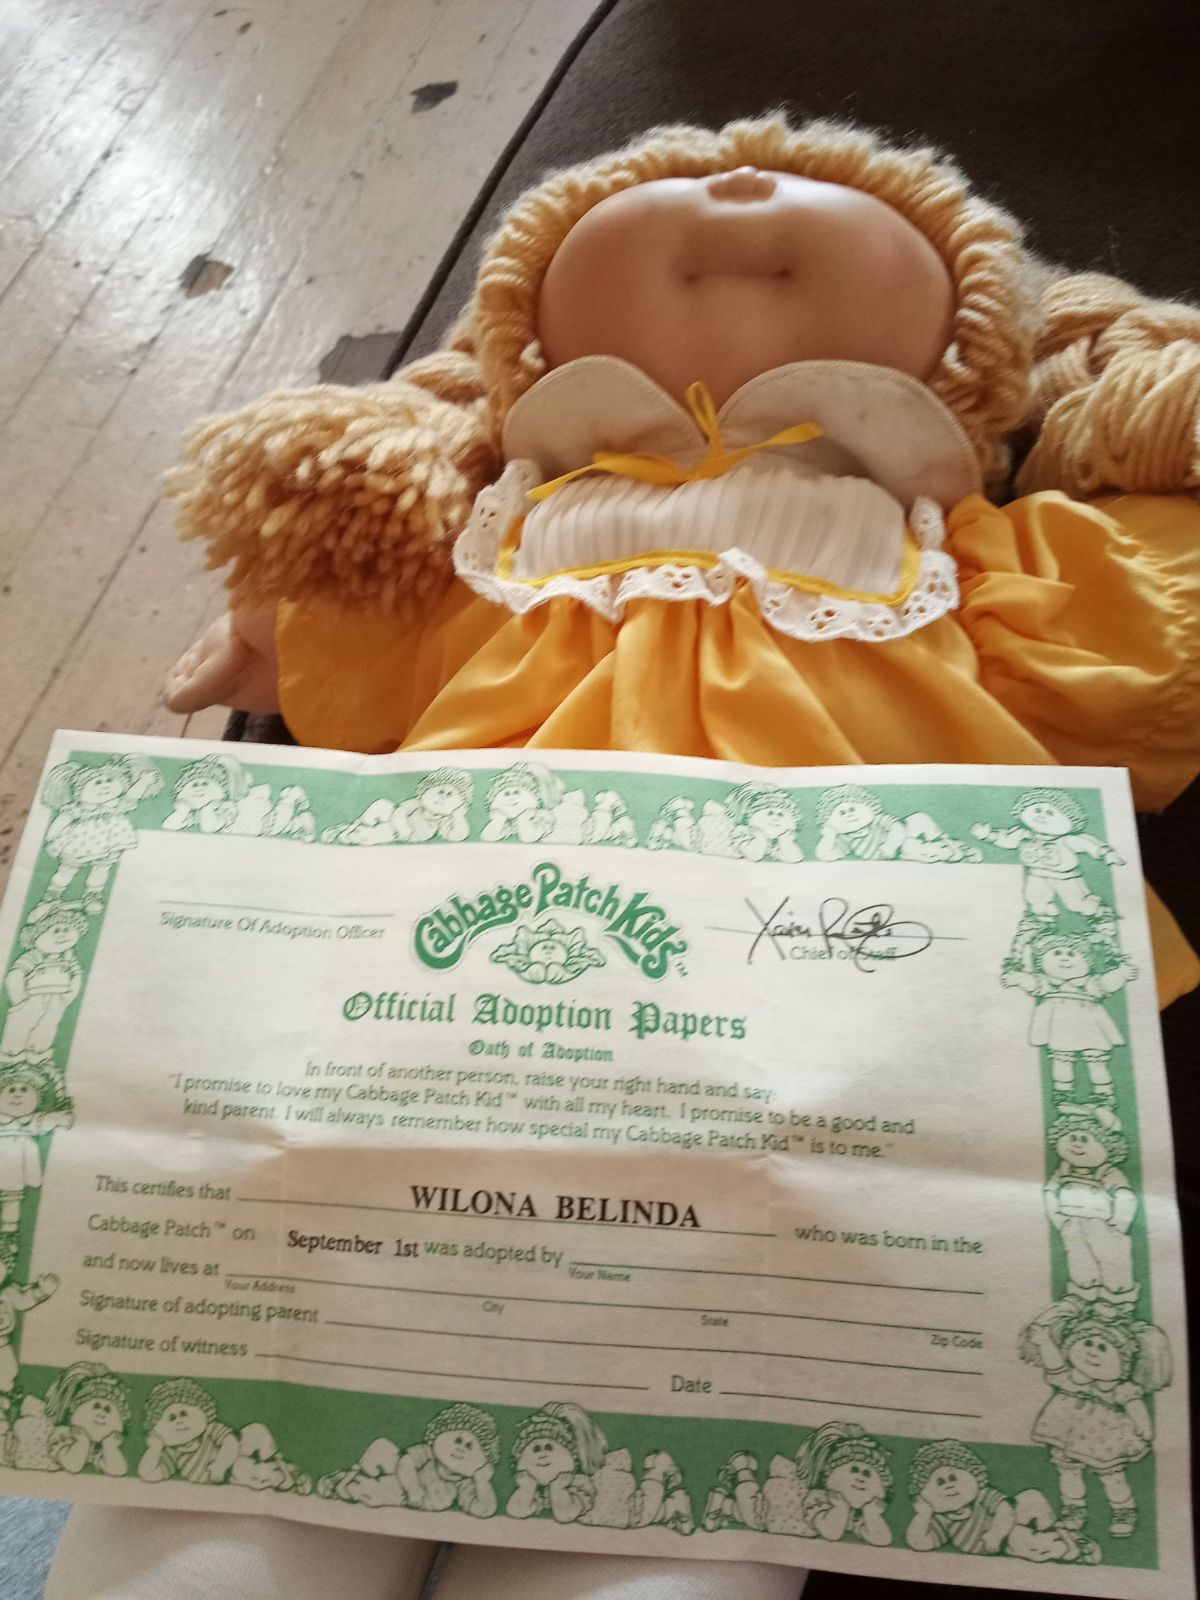 Cabbage Patch Kids™
Signature Of Adoption Officer
Chief of Staff
Official Adoption Papers
Oath of Adoption
In front of another person, raise your right hand and say:
"I promise to love my Cabbage Patch Kid™ with all my heart. I promise to be a good and
kind parent. I will always remember how special my Cabbage Patch Kid™ is to me."
This certifies that WILONA BELINDA who was born in the
Cabbage Patch™ on September 1st was adopted by
Your Name
and now lives at
Your Address City State Zip Code
Signature of adopting parent
Signature of witness Date